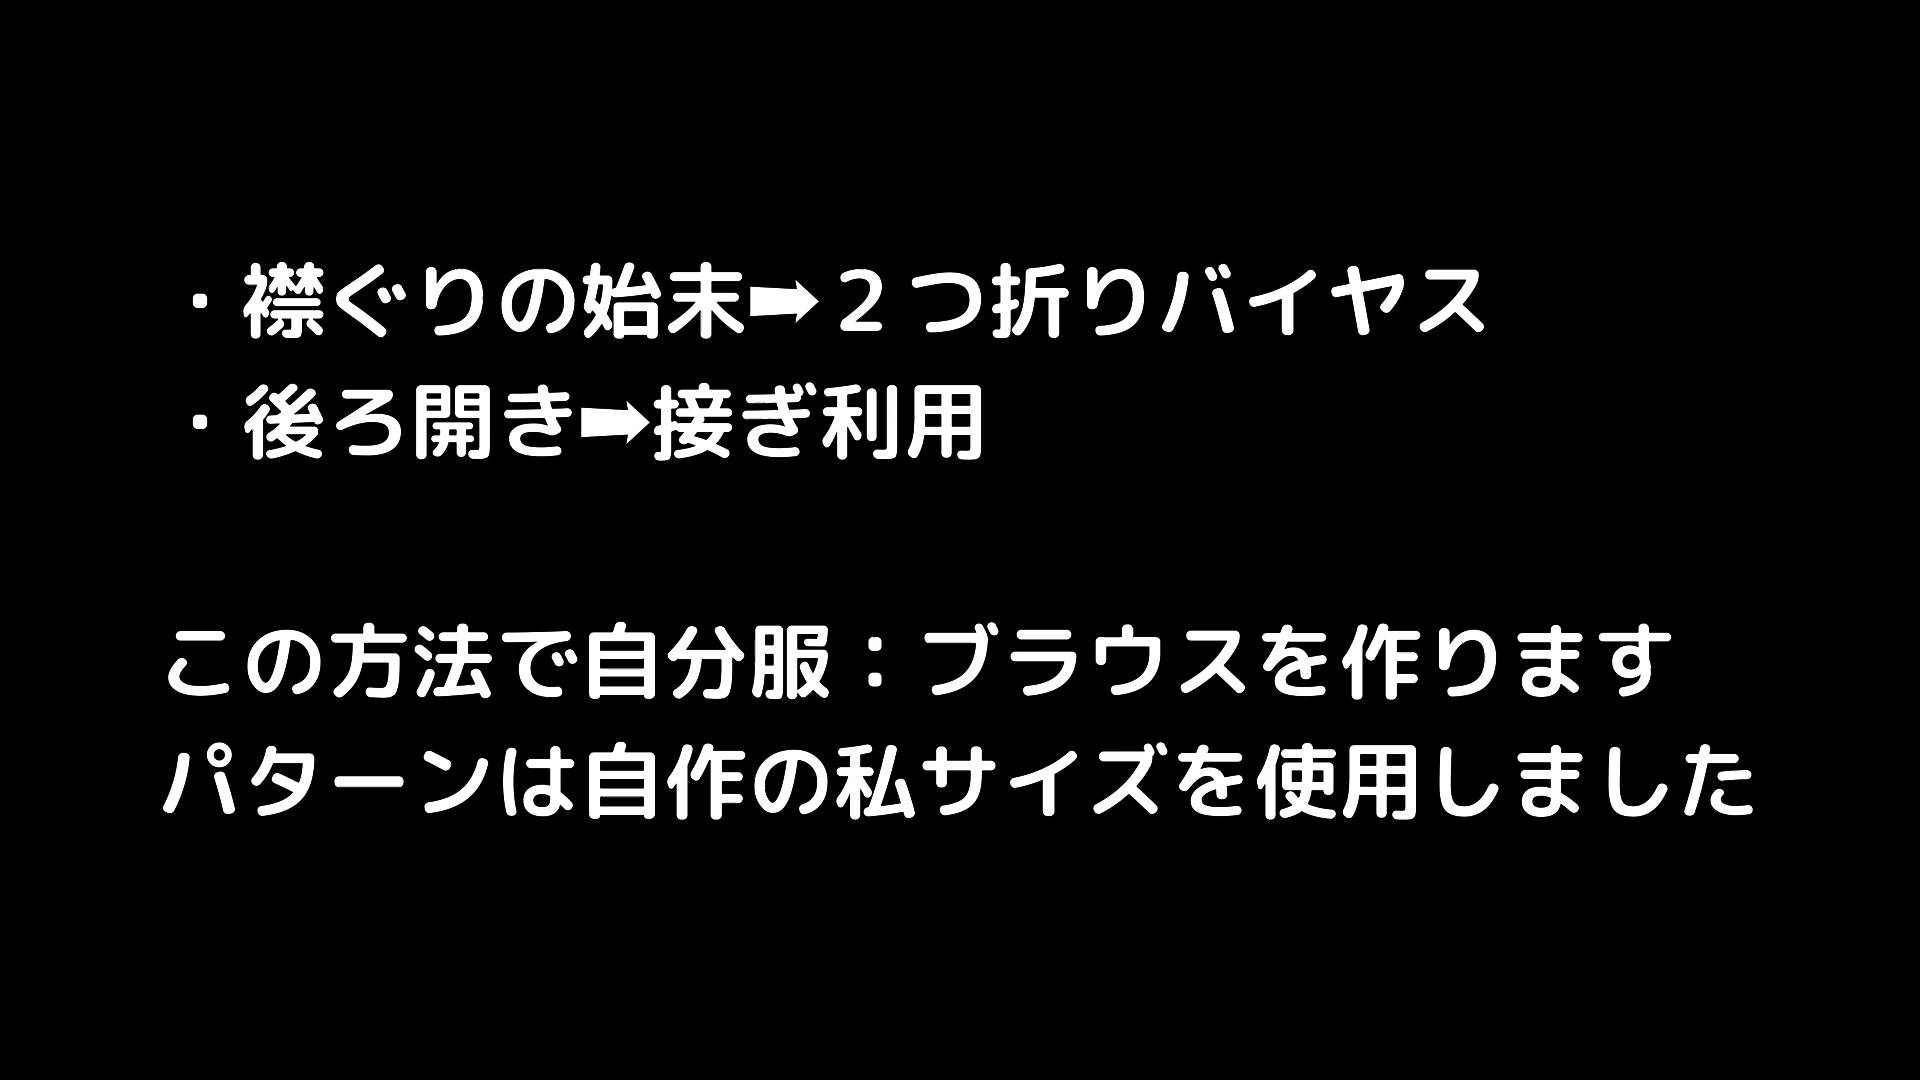 ・襟ぐりの始末➡２つ折りバイヤス
・後ろ開き➡接ぎ利用
この方法で自分服：ブラウスを作ります
パターンは自作の私サイズを使用しました